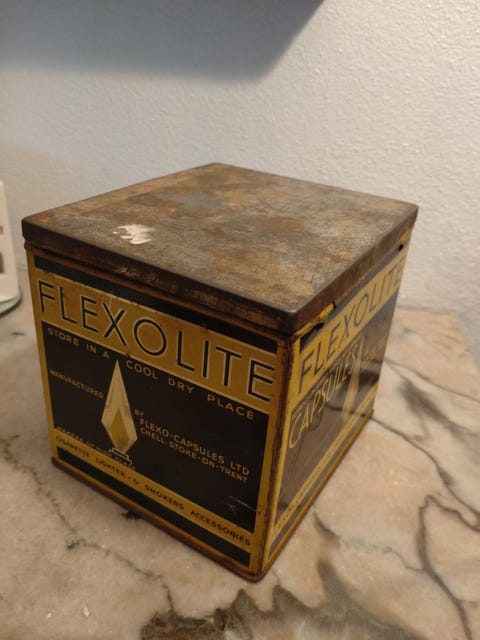 FLEXOLITE
STORE IN A COOL DRY PLACE
MANUFACTURED
BY
FLEXO-CAPSULES LTD
CHELL·STOKE·ON·TRENT
CIGARETTE LIGHTER & SMOKERS ACCESSORIES
FLEXOLITE
CAPSULES